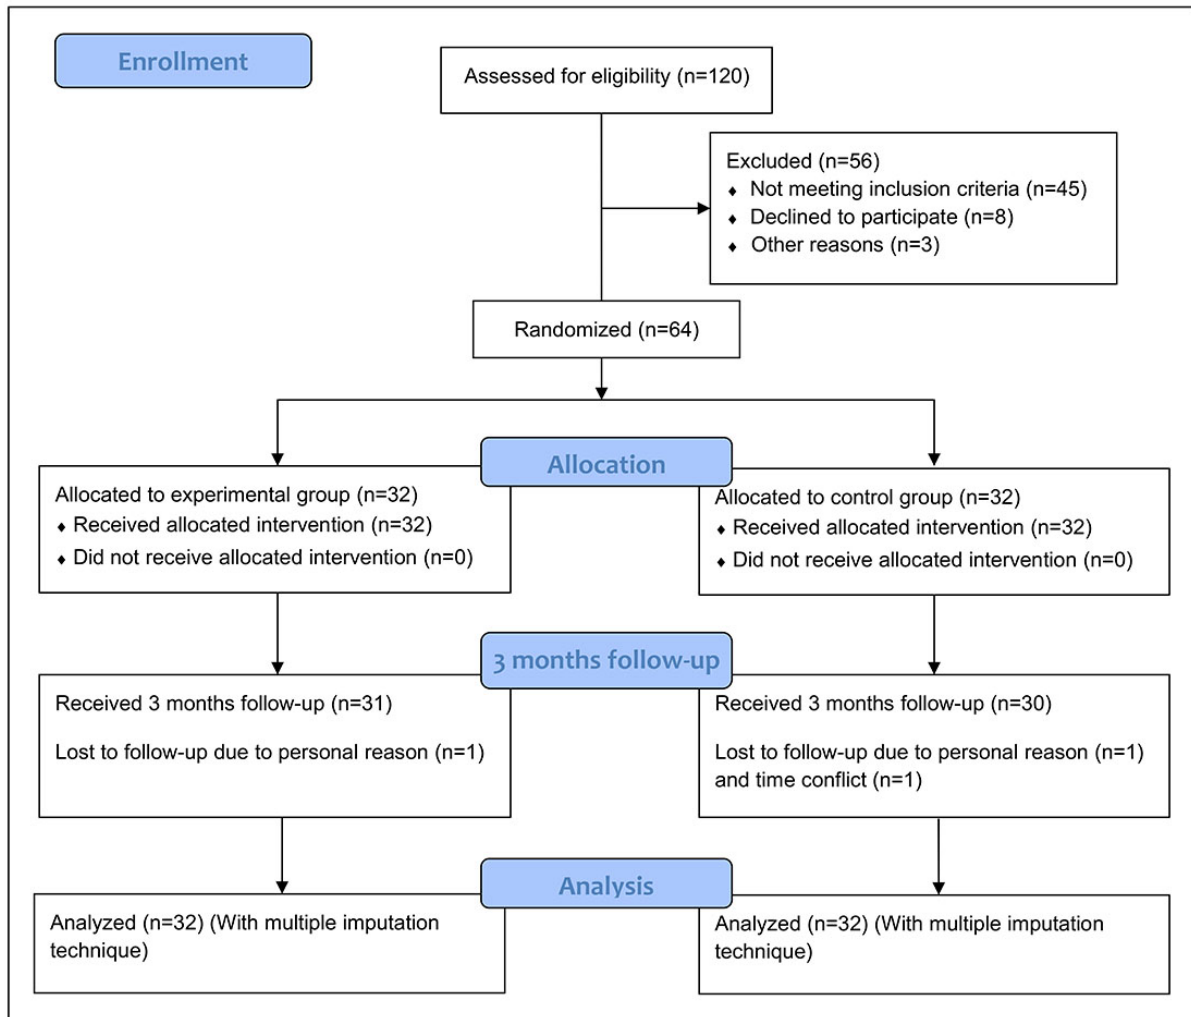 Enrollment
Assessed for eligibility (n=120)
Excluded (n=56)
♦ Not meeting inclusion criteria (n=45)
♦ Declined to participate (n=8)
♦ Other reasons (n=3)
Randomized (n=64)
Allocation
Allocated to experimental group (n=32)
♦ Received allocated intervention (n=32)
♦ Did not receive allocated intervention (n=0)
Allocated to control group (n=32)
♦ Received allocated intervention (n=32)
♦ Did not receive allocated intervention (n=0)
3 months follow-up
Received 3 months follow-up (n=31)
Lost to follow-up due to personal reason (n=1)
Received 3 months follow-up (n=30)
Lost to follow-up due to personal reason (n=1)
and time conflict (n=1)
Analysis
Analyzed (n=32) (With multiple imputation
technique)
Analyzed (n=32) (With multiple imputation
technique)